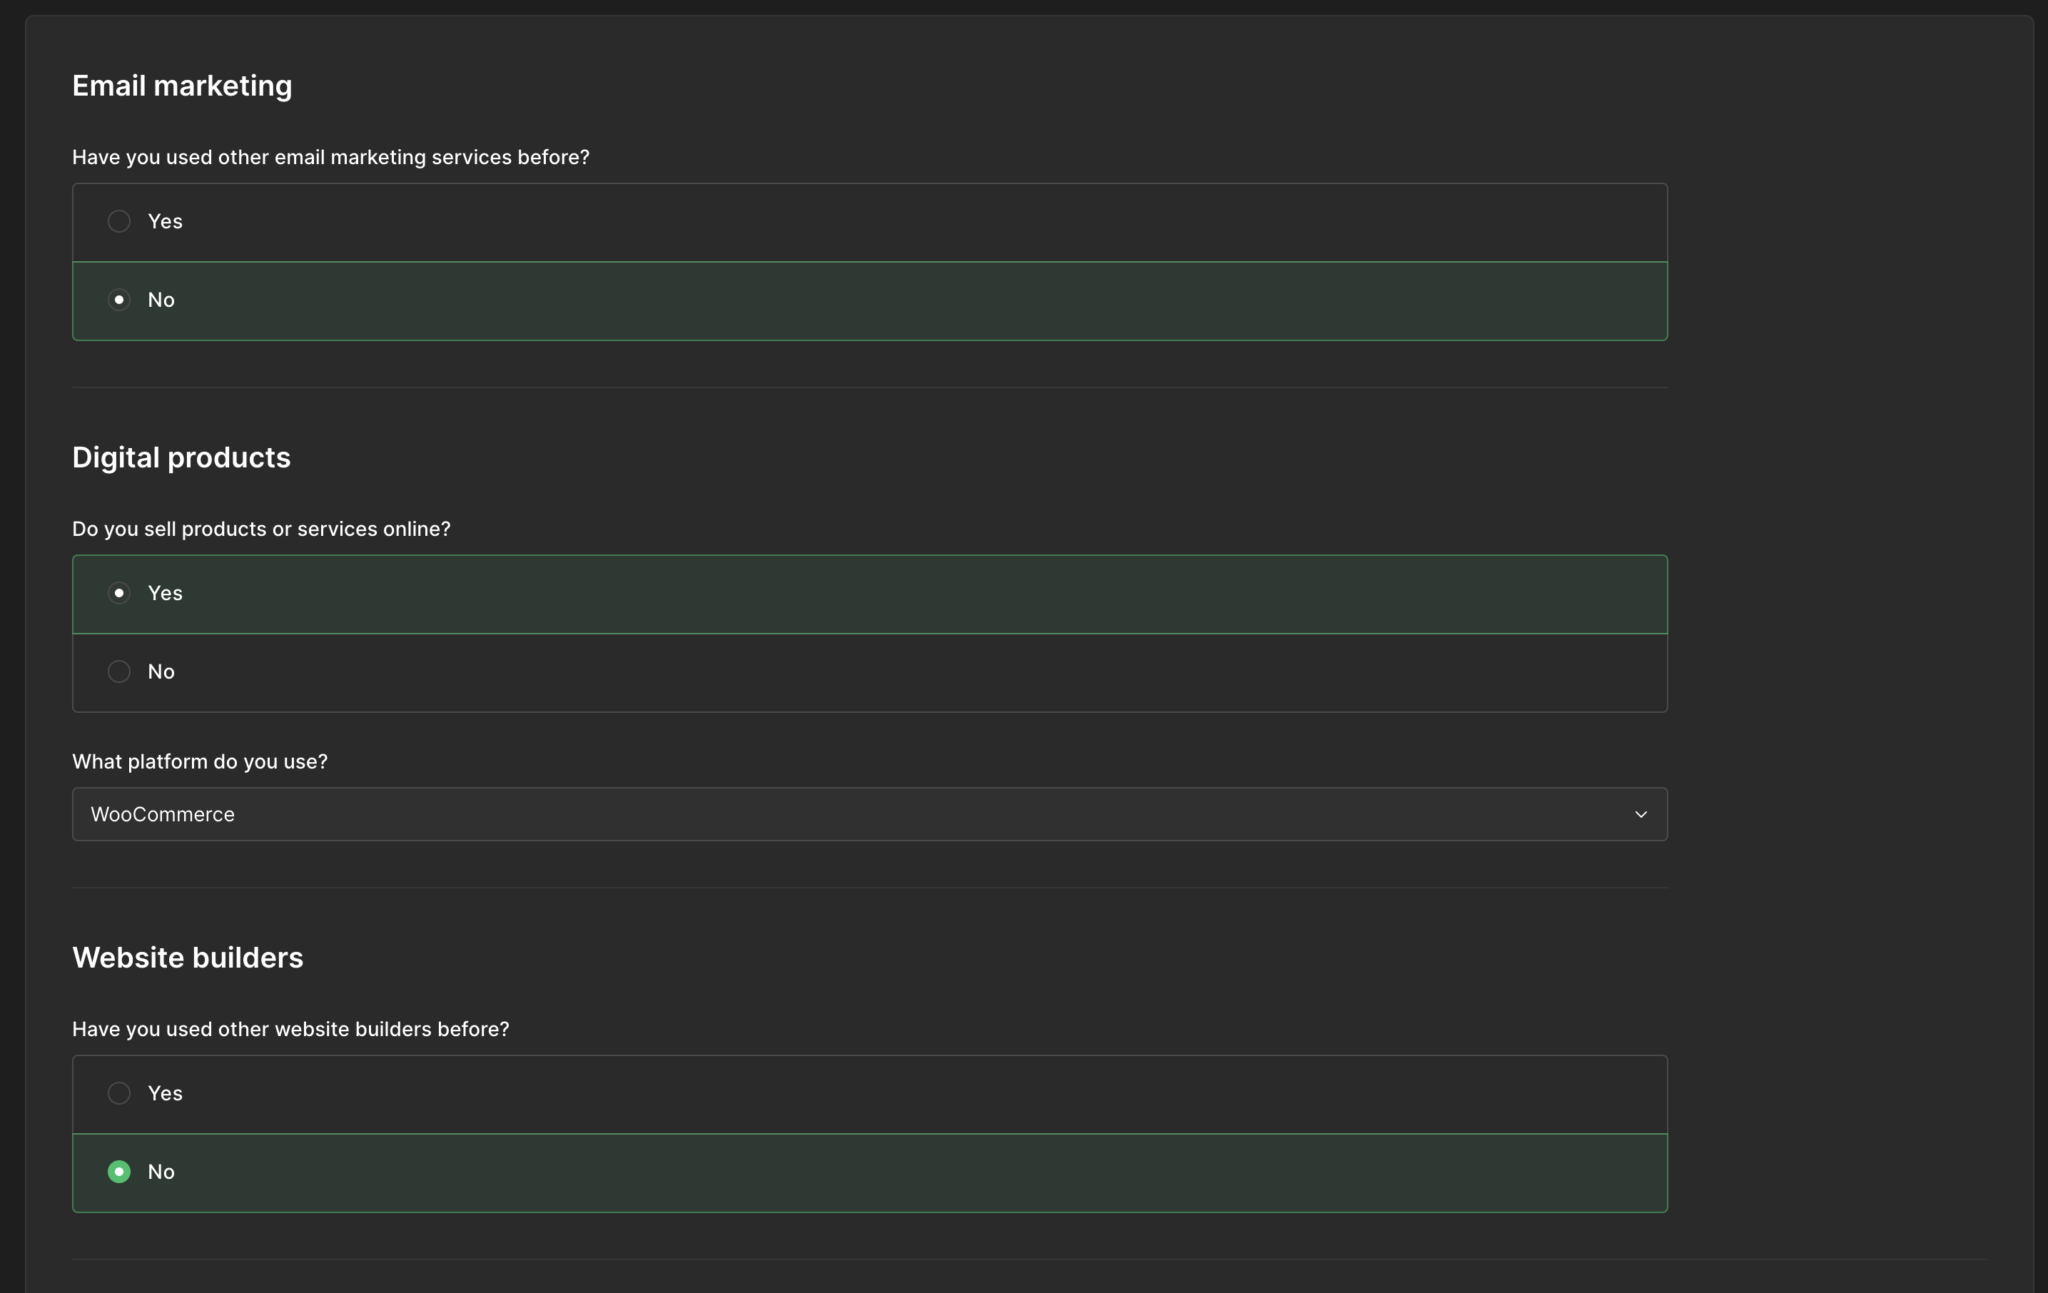 Email marketing
Have you used other email marketing services before?
Yes
No
Digital products
Do you sell products or services online?
Yes
No
What platform do you use?
WooCommerce
Website builders
Have you used other website builders before?
Yes
No